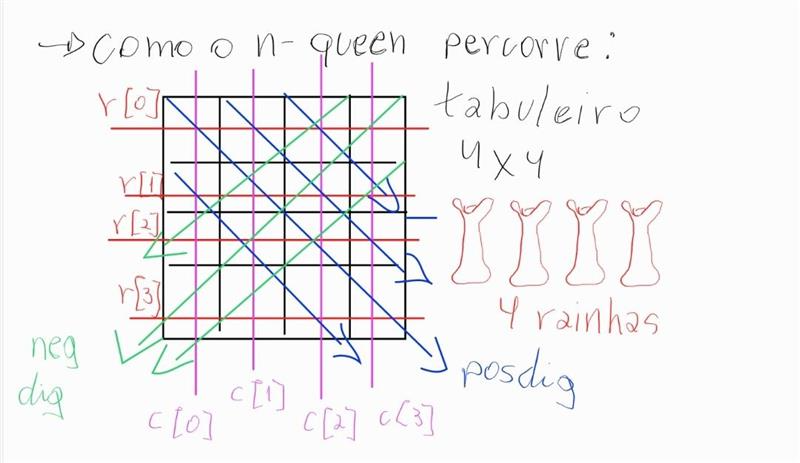 → como o n-queen percorre:
tabuleiro
4x4
r[0]
r[1]
r[2]
r[3]
4 rainhas
neg
dig
posdig
c[0]
c[1]
c[2]
c[3]